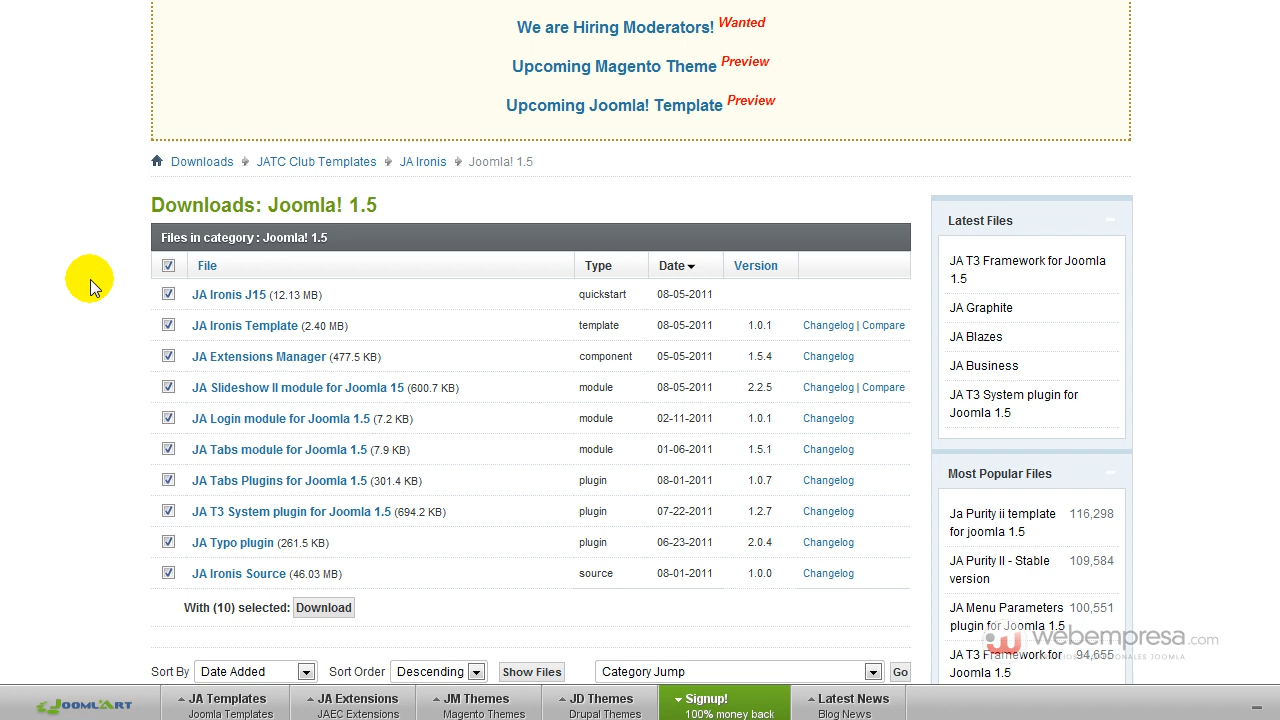 We are Hiring Moderators! Wanted
Upcoming Magento Theme Preview
Upcoming Joomla! Template Preview
Downloads JATC Club Templates JA Ironis Joomla! 1.5
Downloads: Joomla! 1.5
Files in category : Joomla! 1.5
File Type Date Version
JA Ironis J15 (12.13 MB) quickstart 08-05-2011
JA Ironis Template (2.40 MB) template 08-05-2011 1.0.1 Changelog | Compare
JA Extensions Manager (477.5 KB) component 05-05-2011 1.5.4 Changelog
JA Slideshow II module for Joomla 15 (600.7 KB) module 08-05-2011 2.2.5 Changelog | Compare
JA Login module for Joomla 1.5 (7.2 KB) module 02-11-2011 1.0.1 Changelog
JA Tabs module for Joomla 1.5 (7.9 KB) module 01-06-2011 1.5.1 Changelog
JA Tabs Plugins for Joomla 1.5 (301.4 KB) plugin 08-01-2011 1.0.7 Changelog
JA T3 System plugin for Joomla 1.5 (694.2 KB) plugin 07-22-2011 1.2.7 Changelog
JA Typo plugin (261.5 KB) plugin 06-23-2011 2.0.4 Changelog
JA Ironis Source (46.03 MB) source 08-01-2011 1.0.0 Changelog
With (10) selected: Download
Sort By Date Added Sort Order Descending Show Files Category Jump Go
Latest Files
JA T3 Framework for Joomla
1.5
JA Graphite
JA Blazes
JA Business
JA T3 System plugin for
Joomla 1.5
Most Popular Files
Ja Purity ii template 116,298
for joomla 1.5
JA Purity II - Stable 109,584
version
JA Menu Parameters 100,551
plugin for Joomla 1.5
JA T3 Framework for 94,655
Joomla 1.5
webempresa.com
JOOMLART
JA Templates
Joomla Templates
JA Extensions
JAEC Extensions
JM Themes
Magento Themes
JD Themes
Drupal Themes
Signup!
100% money back
Latest News
Blog News